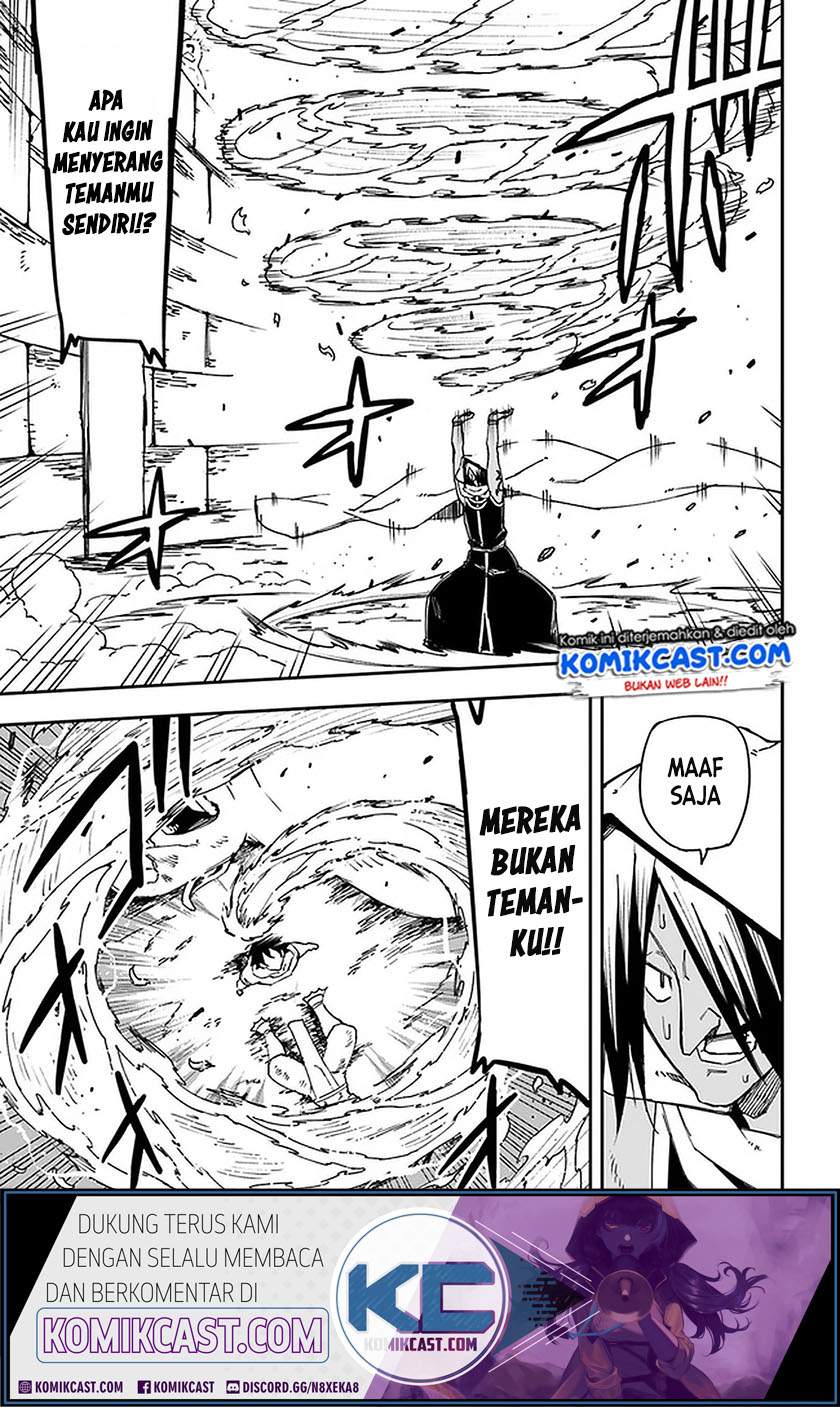 APA
KAU INGIN
MENYERANG
TEMANMU
SENDIRI!?
Komik ini diterjemahkan & diedit oleh
KOMIKCAST.COM
BUKAN WEB LAIN!!
MAAF
SAJA
MEREKA
BUKAN
TEMAN-
KU!!
DUKUNG TERUS KAMI
DENGAN SELALU MEMBACA
DAN BERKOMENTAR DI
KOMIKCAST.COM
KC
KOMIKCAST.COM
KOMIKCAST.COM KOMIKCAST DISCORD.GG/N8XEKA8